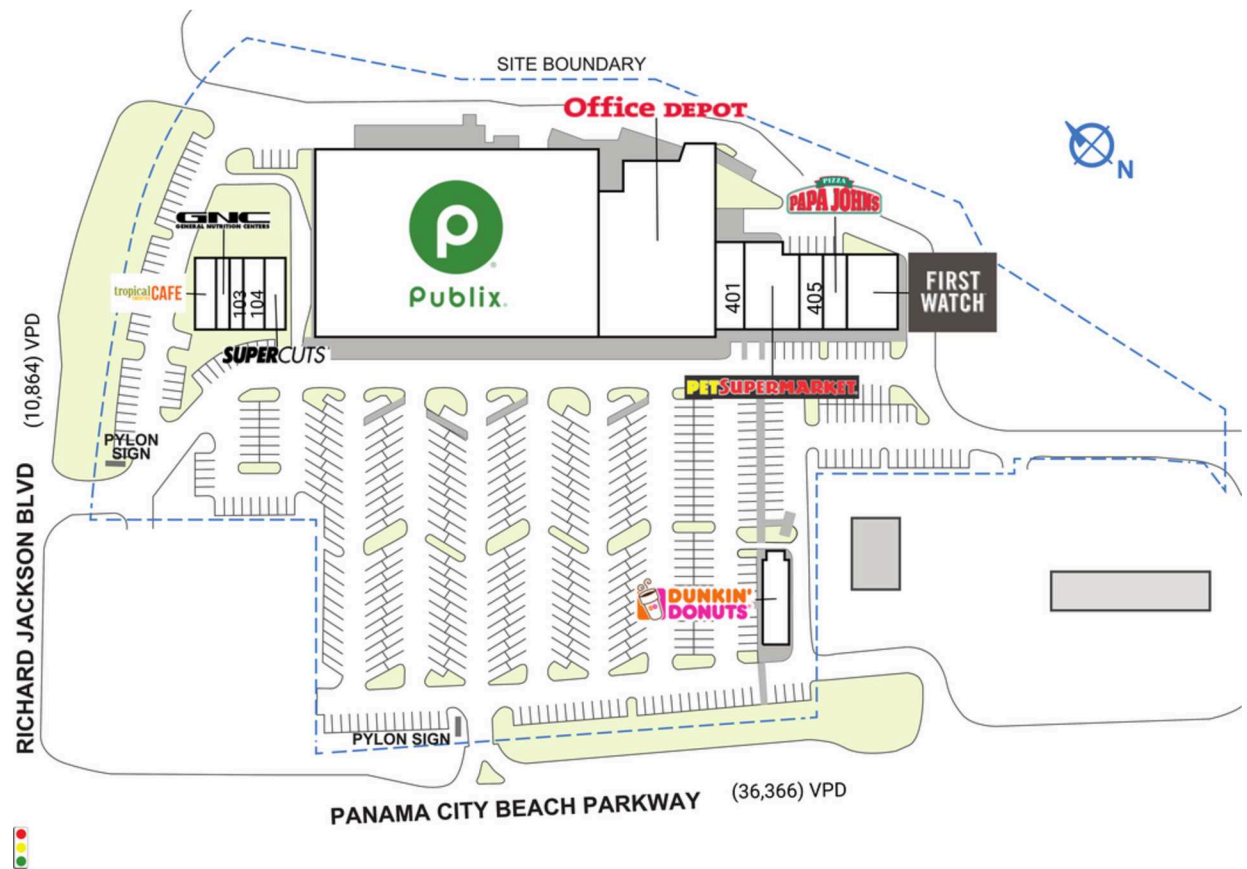 SITE BOUNDARY
Office DEPOT
N
PIZZA
PAPA JOHNS
GNC
GENERAL NUTRITION CENTERS
P
Publix.
FIRST
WATCH
tropical CAFE
103
104
401
405
SUPERCUTS
PETSUPERMARKET
(10,864) VPD
PYLON
SIGN
RICHARD JACKSON BLVD
DUNKIN'
DONUTS
PYLON SIGN
PANAMA CITY BEACH PARKWAY
(36,366) VPD